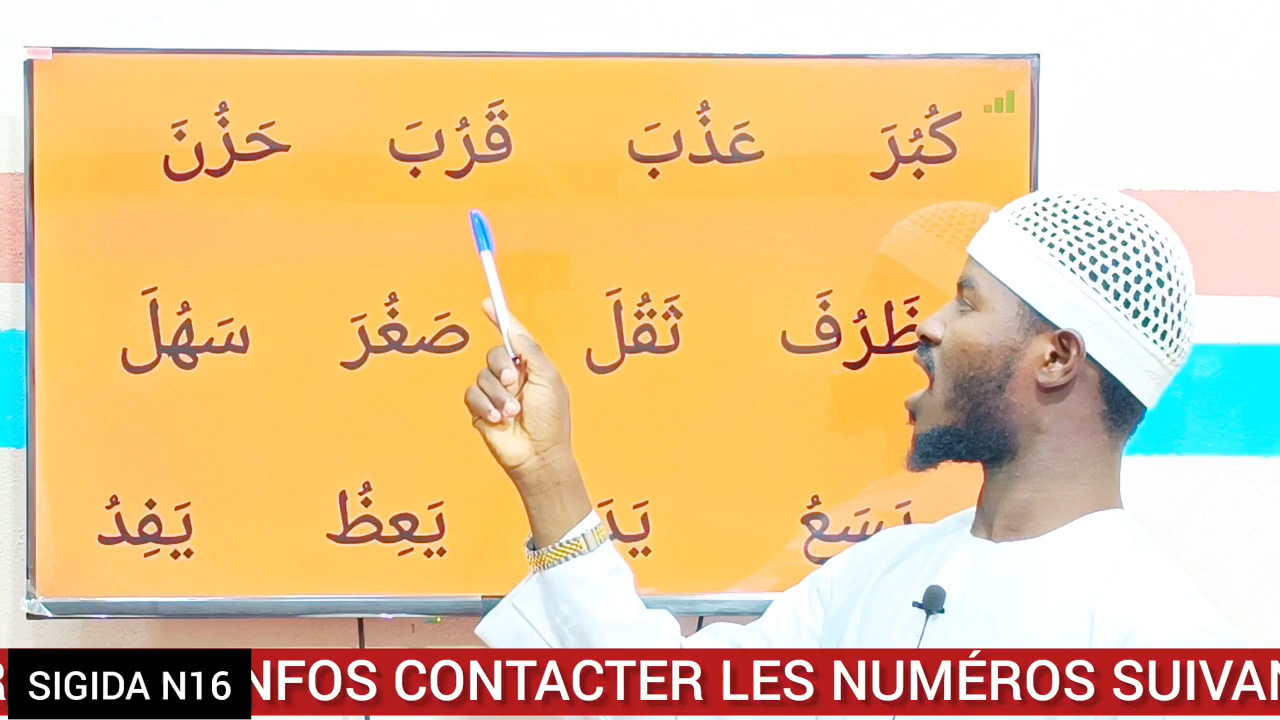 كَبُرَ عَذُبَ قَرُبَ حَزُنَ
ظَرُفَ ثَقُلَ صَغُرَ سَهُلَ
يَسَعُ يَعِظُ يَفِدُ
SIGIDA N16
NFOS CONTACTER LES NUMÉROS SUIVAN